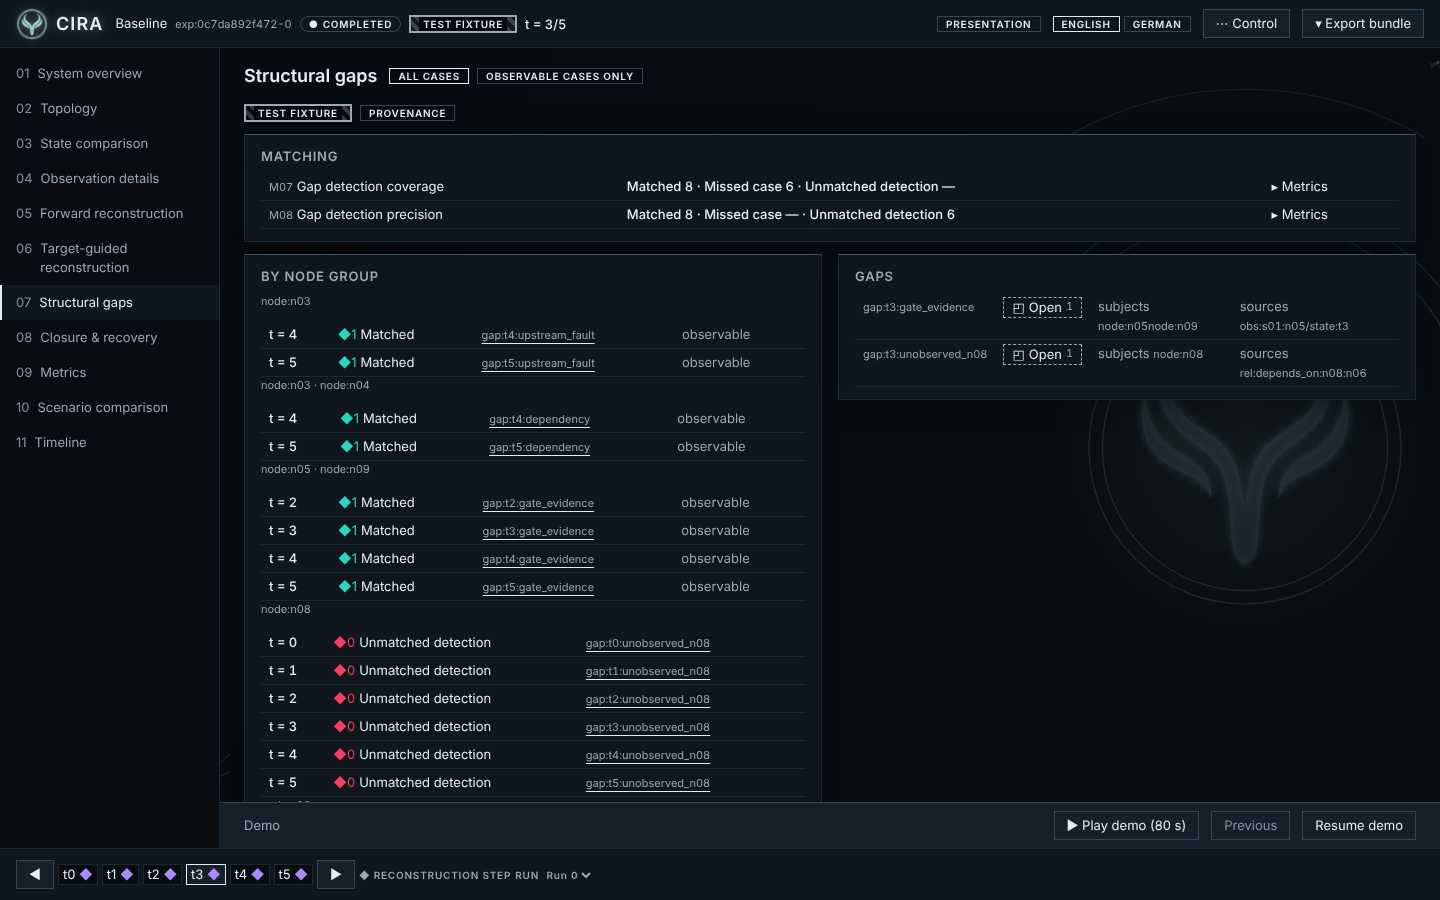 CIRA Baseline exp:0c7da892f472-0 COMPLETED TEST FIXTURE t = 3/5 PRESENTATION ENGLISH GERMAN ··· Control ▾ Export bundle
01 System overview
02 Topology
03 State comparison
04 Observation details
05 Forward reconstruction
06 Target-guided
reconstruction
07 Structural gaps
08 Closure & recovery
09 Metrics
10 Scenario comparison
11 Timeline
Structural gaps ALL CASES OBSERVABLE CASES ONLY
TEST FIXTURE PROVENANCE
MATCHING
M07 Gap detection coverage Matched 8 · Missed case 6 · Unmatched detection — ▸ Metrics
M08 Gap detection precision Matched 8 · Missed case — · Unmatched detection 6 ▸ Metrics
BY NODE GROUP
node:n03
t = 4 ◆1 Matched gap:t4:upstream_fault observable
t = 5 ◆1 Matched gap:t5:upstream_fault observable
node:n03 · node:n04
t = 4 ◆1 Matched gap:t4:dependency observable
t = 5 ◆1 Matched gap:t5:dependency observable
node:n05 · node:n09
t = 2 ◆1 Matched gap:t2:gate_evidence observable
t = 3 ◆1 Matched gap:t3:gate_evidence observable
t = 4 ◆1 Matched gap:t4:gate_evidence observable
t = 5 ◆1 Matched gap:t5:gate_evidence observable
node:n08
t = 0 ◆0 Unmatched detection gap:t0:unobserved_n08
t = 1 ◆0 Unmatched detection gap:t1:unobserved_n08
t = 2 ◆0 Unmatched detection gap:t2:unobserved_n08
t = 3 ◆0 Unmatched detection gap:t3:unobserved_n08
t = 4 ◆0 Unmatched detection gap:t4:unobserved_n08
t = 5 ◆0 Unmatched detection gap:t5:unobserved_n08
GAPS
gap:t3:gate_evidence ◰ Open 1 subjects sources
node:n05node:n09 obs:s01:n05/state:t3
gap:t3:unobserved_n08 ◰ Open 1 subjects node:n08 sources
rel:depends_on:n08:n06
Demo ▶ Play demo (80 s) Previous Resume demo
◀ t0 ◆ t1 ◆ t2 ◆ t3 ◆ t4 ◆ t5 ◆ ▶ ◆ RECONSTRUCTION STEP RUN Run 0